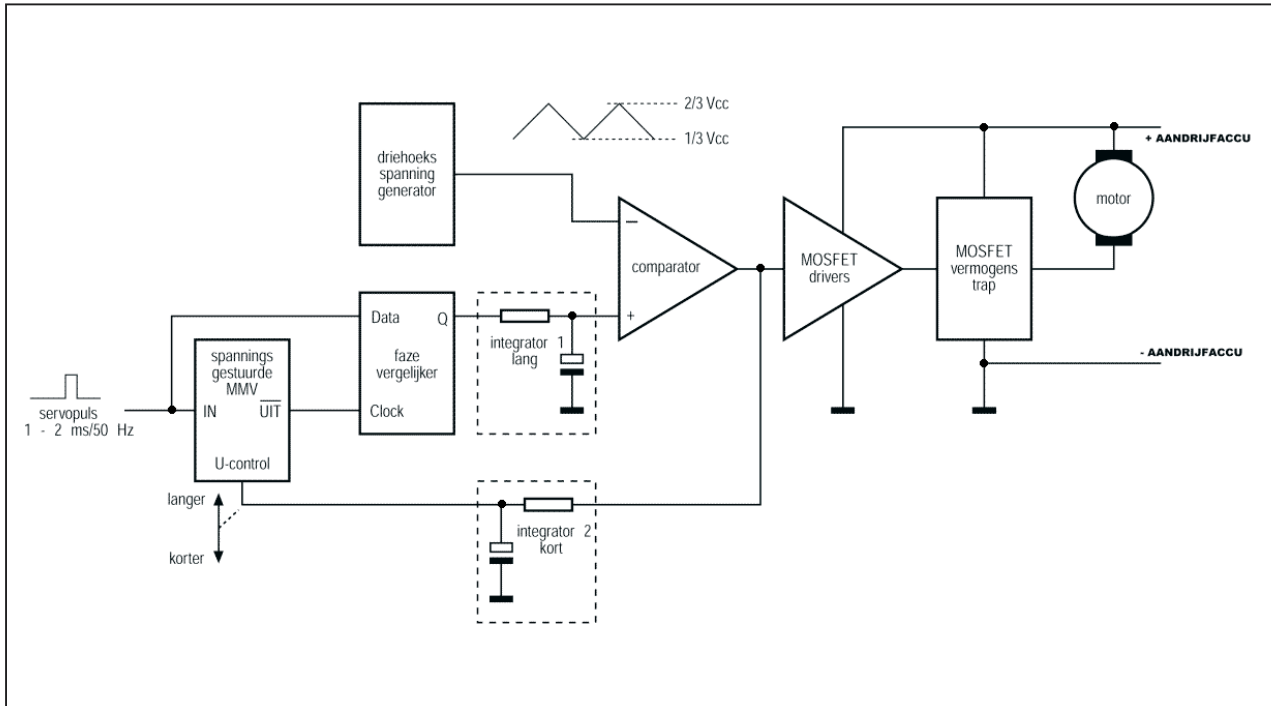 driehoeks
spanning
generator
2/3 Vcc
1/3 Vcc
+ AANDRIJFACCU
motor
comparator
−
+
MOSFET
drivers
MOSFET
vermogens
trap
- AANDRIJFACCU
Data
Q
faze
vergelijker
Clock
integrator 1
lang
spannings
gestuurde
MMV
IN
UIT
U-control
servopuls
1 - 2 ms/50 Hz
langer
korter
integrator 2
kort